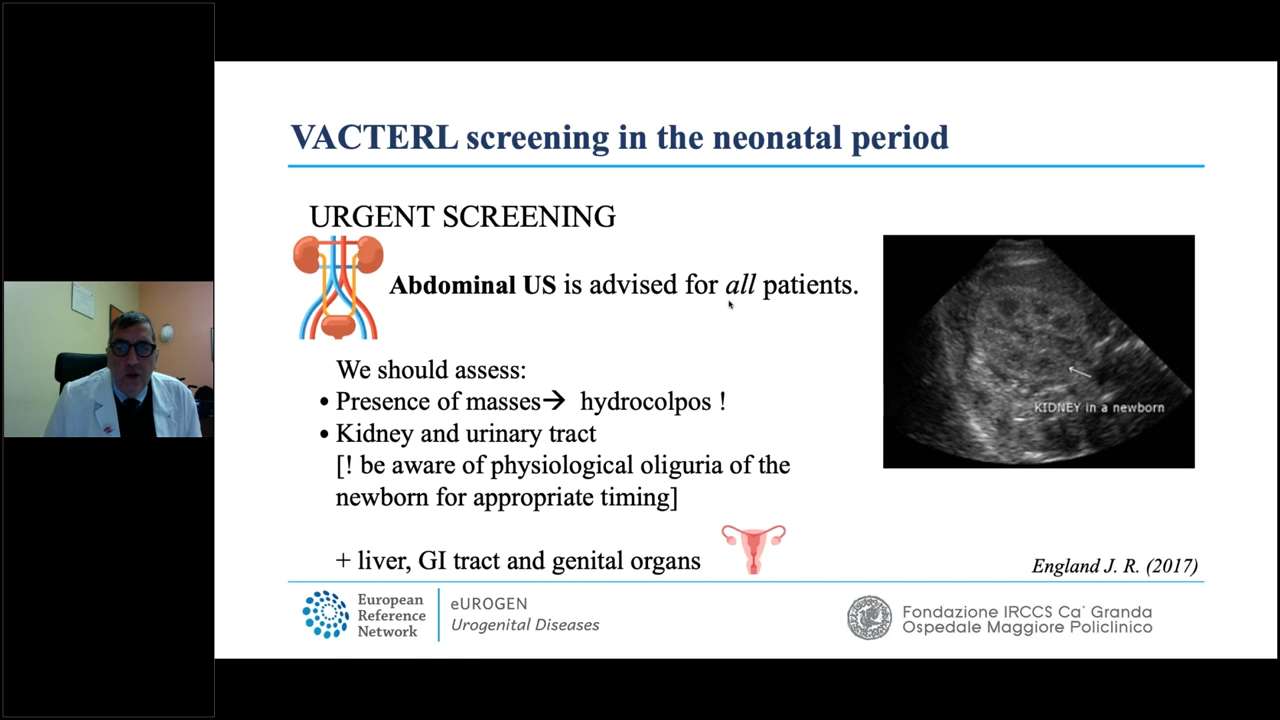 VACTERL screening in the neonatal period
URGENT SCREENING
Abdominal US is advised for all patients.
We should assess:
• Presence of masses→ hydrocolpos !
• Kidney and urinary tract
[! be aware of physiological oliguria of the
newborn for appropriate timing]
+ liver, GI tract and genital organs
KIDNEY in a newborn
England J. R. (2017)
European
Reference
Network
eUROGEN
Urogenital Diseases
Fondazione IRCCS Ca' Granda
Ospedale Maggiore Policlinico